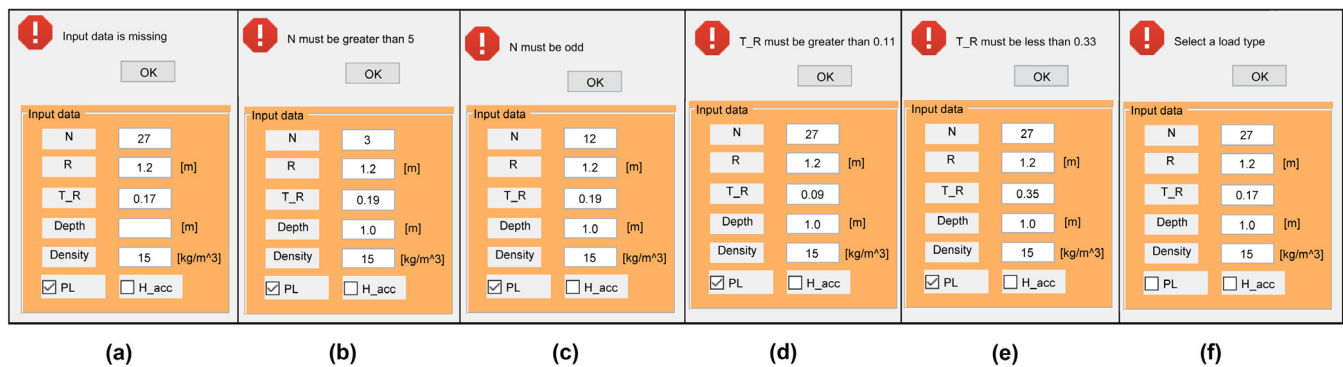 Input data is missing
OK
Input data
N 27
R 1.2 [m]
T_R 0.17
Depth [m]
Density 15 [kg/m^3]
PL H_acc
(a)
N must be greater than 5
OK
Input data
N 3
R 1.2 [m]
T_R 0.19
Depth 1.0 [m]
Density 15 [kg/m^3]
PL H_acc
(b)
N must be odd
OK
Input data
N 12
R 1.2 [m]
T_R 0.19
Depth 1.0 [m]
Density 15 [kg/m^3]
PL H_acc
(c)
T_R must be greater than 0.11
OK
Input data
N 27
R 1.2 [m]
T_R 0.09
Depth 1.0 [m]
Density 15 [kg/m^3]
PL H_acc
(d)
T_R must be less than 0.33
OK
Input data
N 27
R 1.2 [m]
T_R 0.35
Depth 1.0 [m]
Density 15 [kg/m^3]
PL H_acc
(e)
Select a load type
OK
Input data
N 27
R 1.2 [m]
T_R 0.17
Depth 1.0 [m]
Density 15 [kg/m^3]
PL H_acc
(f)